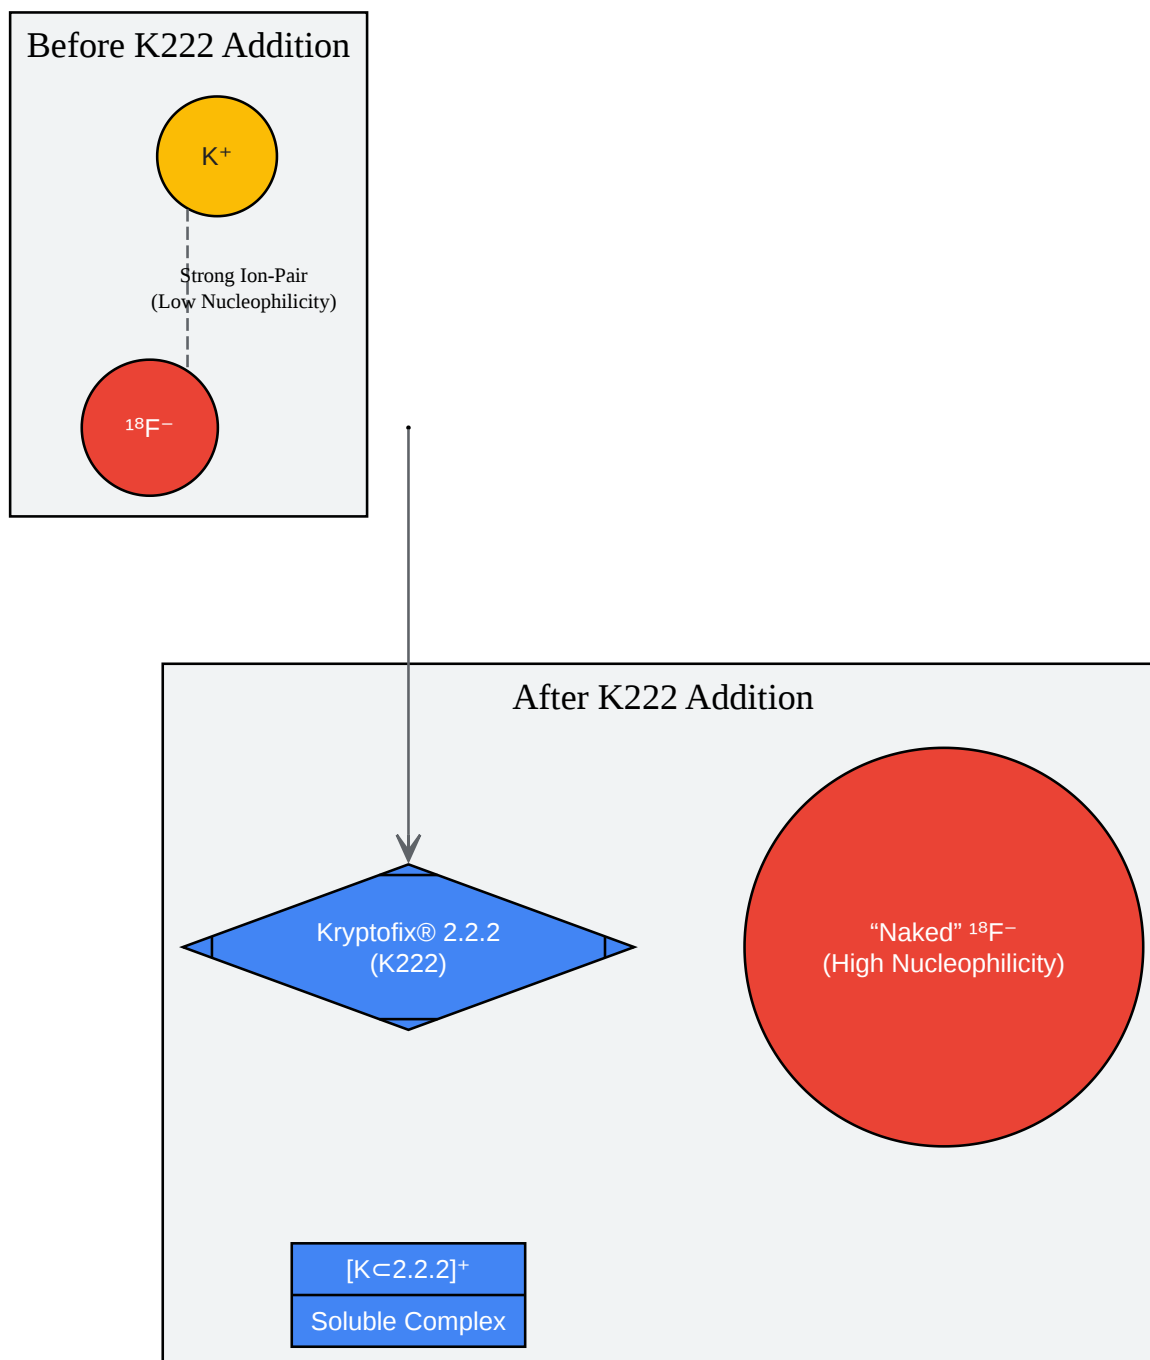 Before K222 Addition
K⁺
Strong Ion-Pair
(Low Nucleophilicity)
¹⁸F⁻
After K222 Addition
Kryptofix® 2.2.2
(K222)
“Naked” ¹⁸F⁻
(High Nucleophilicity)
[K⊂2.2.2]⁺
Soluble Complex